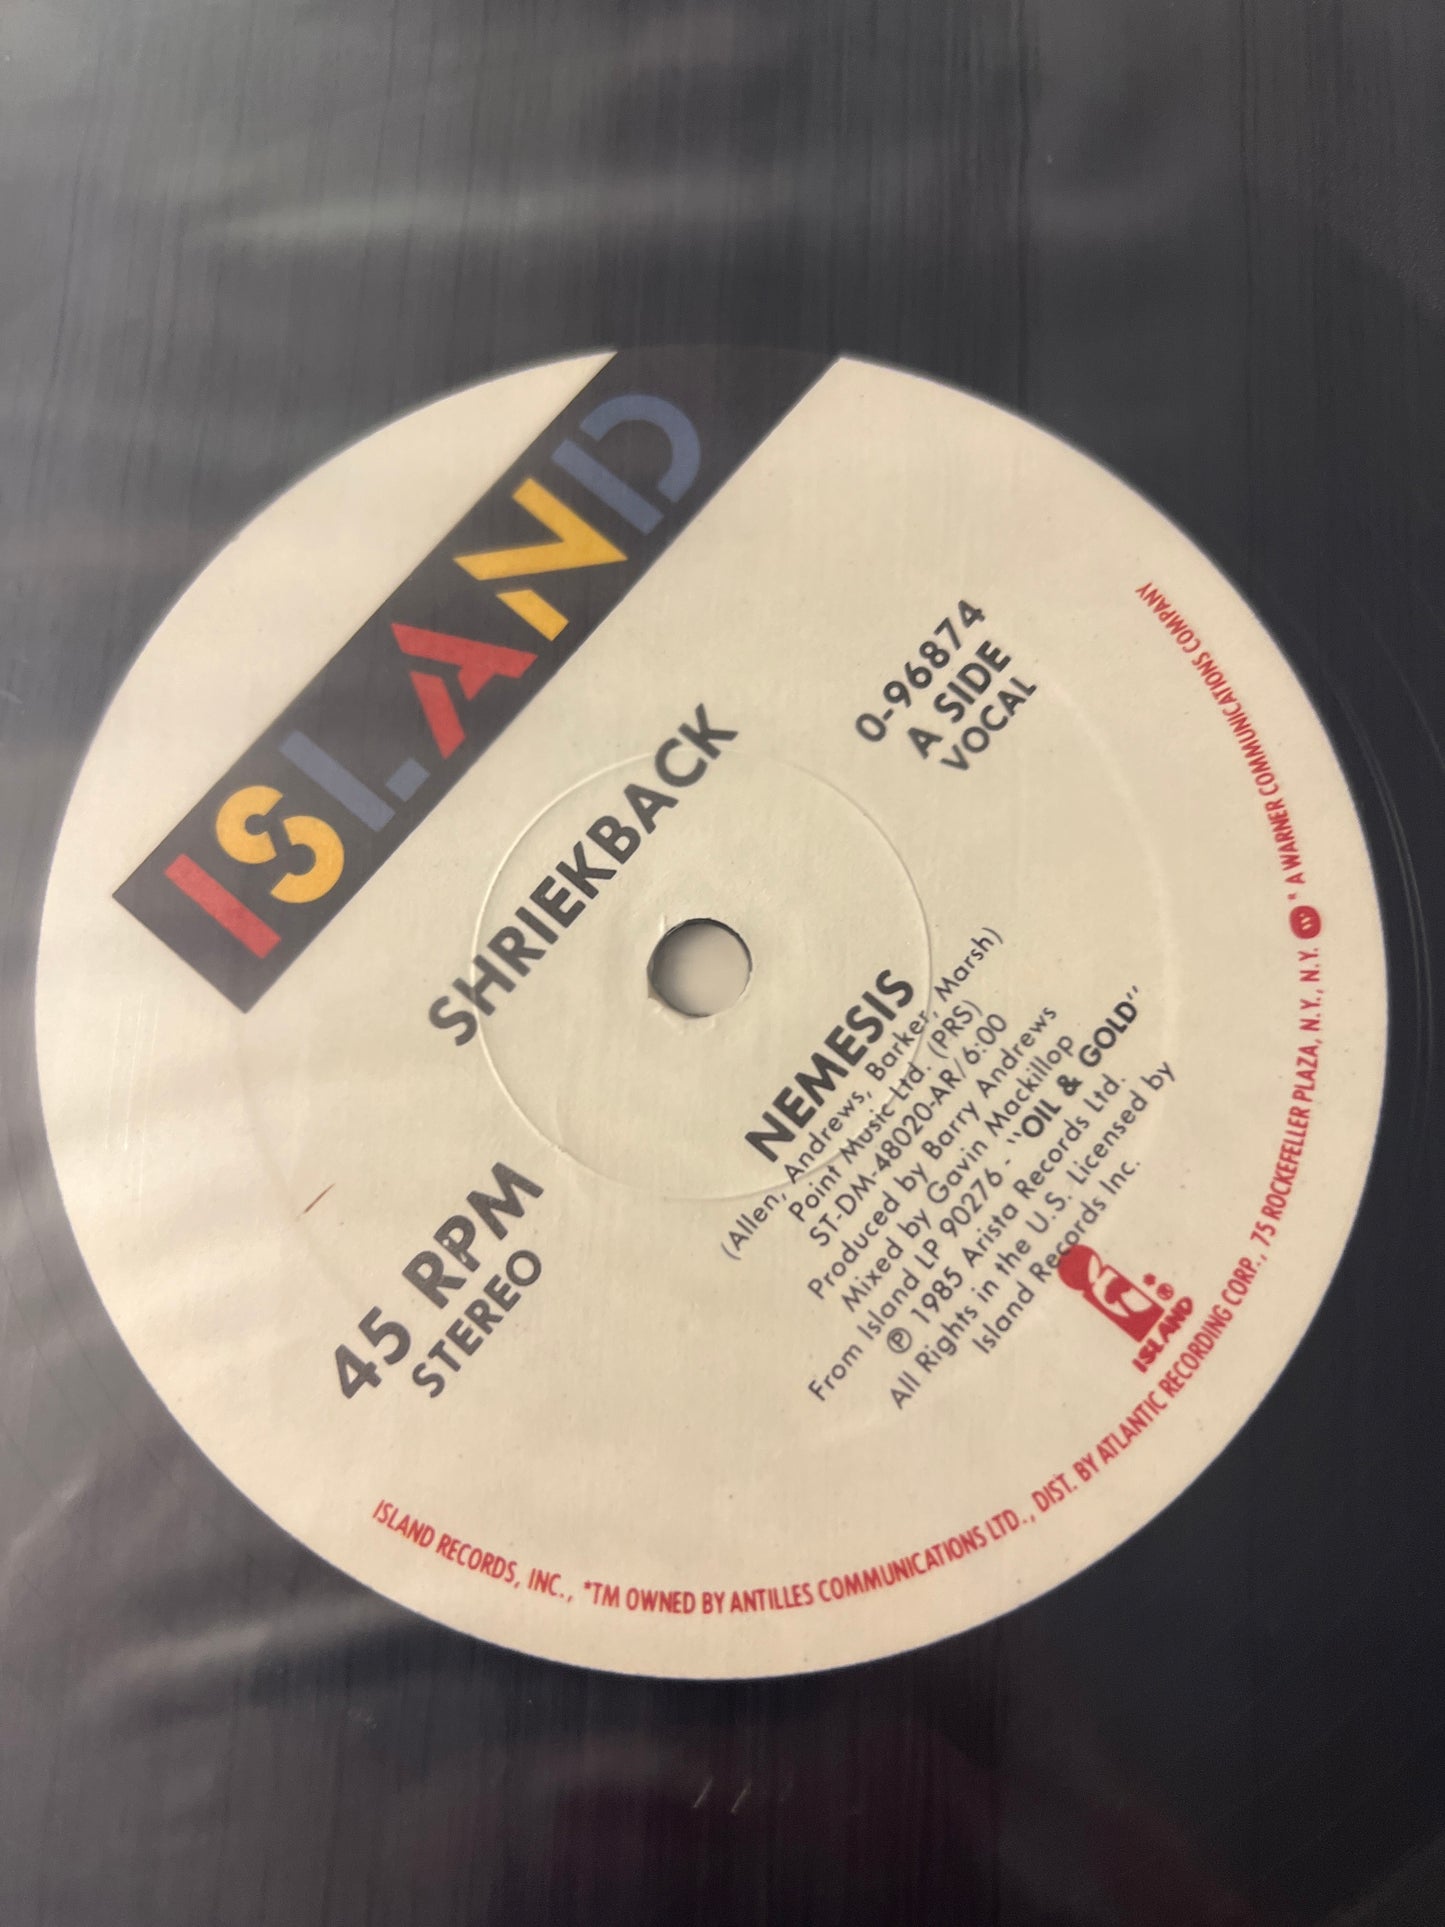 ISLAND
SHRIEKBACK
0-96874
A SIDE
VOCAL
45 RPM
STEREO
NEMESIS
(Allen, Andrews, Barker, Marsh)
Point Music Ltd. (PRS)
ST-DM-48020-AR/6:00
Produced by Barry Andrews
Mixed by Gavin Mackillop
From Island LP 90276 - "OIL & GOLD"
℗ 1985 Arista Records Ltd.
All Rights in the U.S. Licensed by
Island Records Inc.
*®
ISLAND
ISLAND RECORDS, INC., *TM OWNED BY ANTILLES COMMUNICATIONS LTD., DIST. BY ATLANTIC RECORDING CORP., 75 ROCKEFELLER PLAZA, N.Y., N.Y. * A WARNER COMMUNICATIONS COMPANY